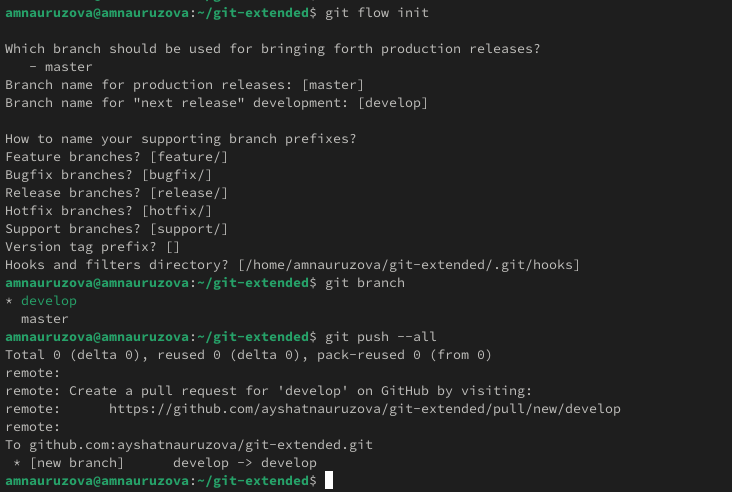 amnauruzova@amnauruzova:~/git-extended$ git flow init

Which branch should be used for bringing forth production releases?
   - master
Branch name for production releases: [master]
Branch name for "next release" development: [develop]

How to name your supporting branch prefixes?
Feature branches? [feature/]
Bugfix branches? [bugfix/]
Release branches? [release/]
Hotfix branches? [hotfix/]
Support branches? [support/]
Version tag prefix? []
Hooks and filters directory? [/home/amnauruzova/git-extended/.git/hooks]
amnauruzova@amnauruzova:~/git-extended$ git branch
* develop
  master
amnauruzova@amnauruzova:~/git-extended$ git push --all
Total 0 (delta 0), reused 0 (delta 0), pack-reused 0 (from 0)
remote:
remote: Create a pull request for 'develop' on GitHub by visiting:
remote:      https://github.com/ayshatnauruzova/git-extended/pull/new/develop
remote:
To github.com:ayshatnauruzova/git-extended.git
 * [new branch]      develop -> develop
amnauruzova@amnauruzova:~/git-extended$